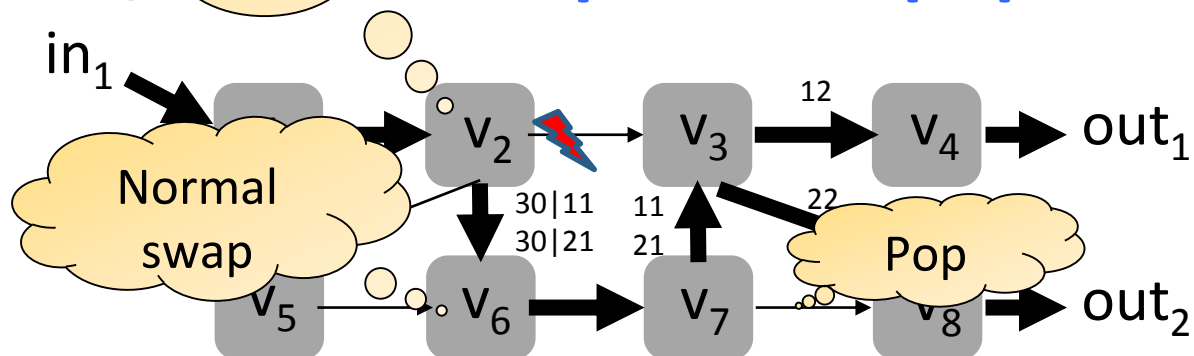 in1
12
v2
v3
v4
out1
Normal
swap
30|11
30|21
11
21
22
Pop
v5
v6
v7
v8
out2